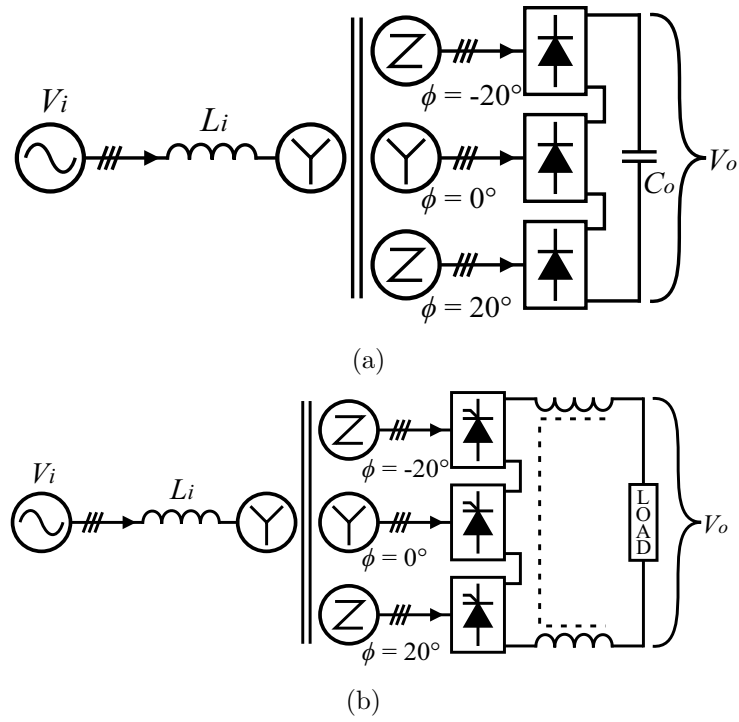 Vi
Li
ϕ = -20°
ϕ = 0°
ϕ = 20°
Co
Vo
(a)
Vi
Li
ϕ = -20°
ϕ = 0°
ϕ = 20°
LOAD
Vo
(b)